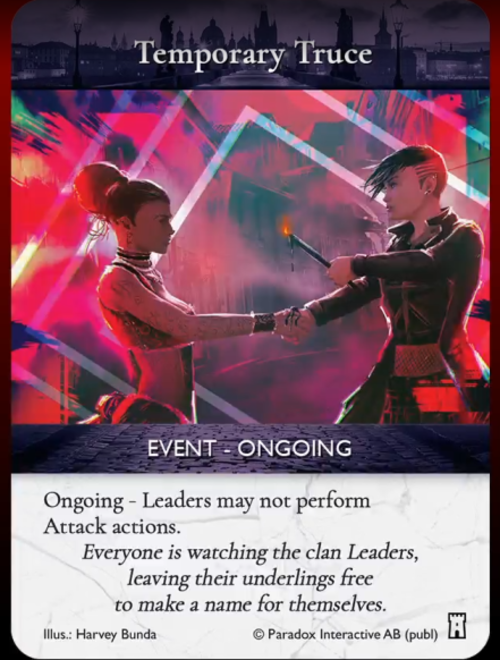 Temporary Truce
EVENT - ONGOING
Ongoing - Leaders may not perform
Attack actions.
Everyone is watching the clan Leaders,
leaving their underlings free
to make a name for themselves.
Illus.: Harvey Bunda
© Paradox Interactive AB (publ)